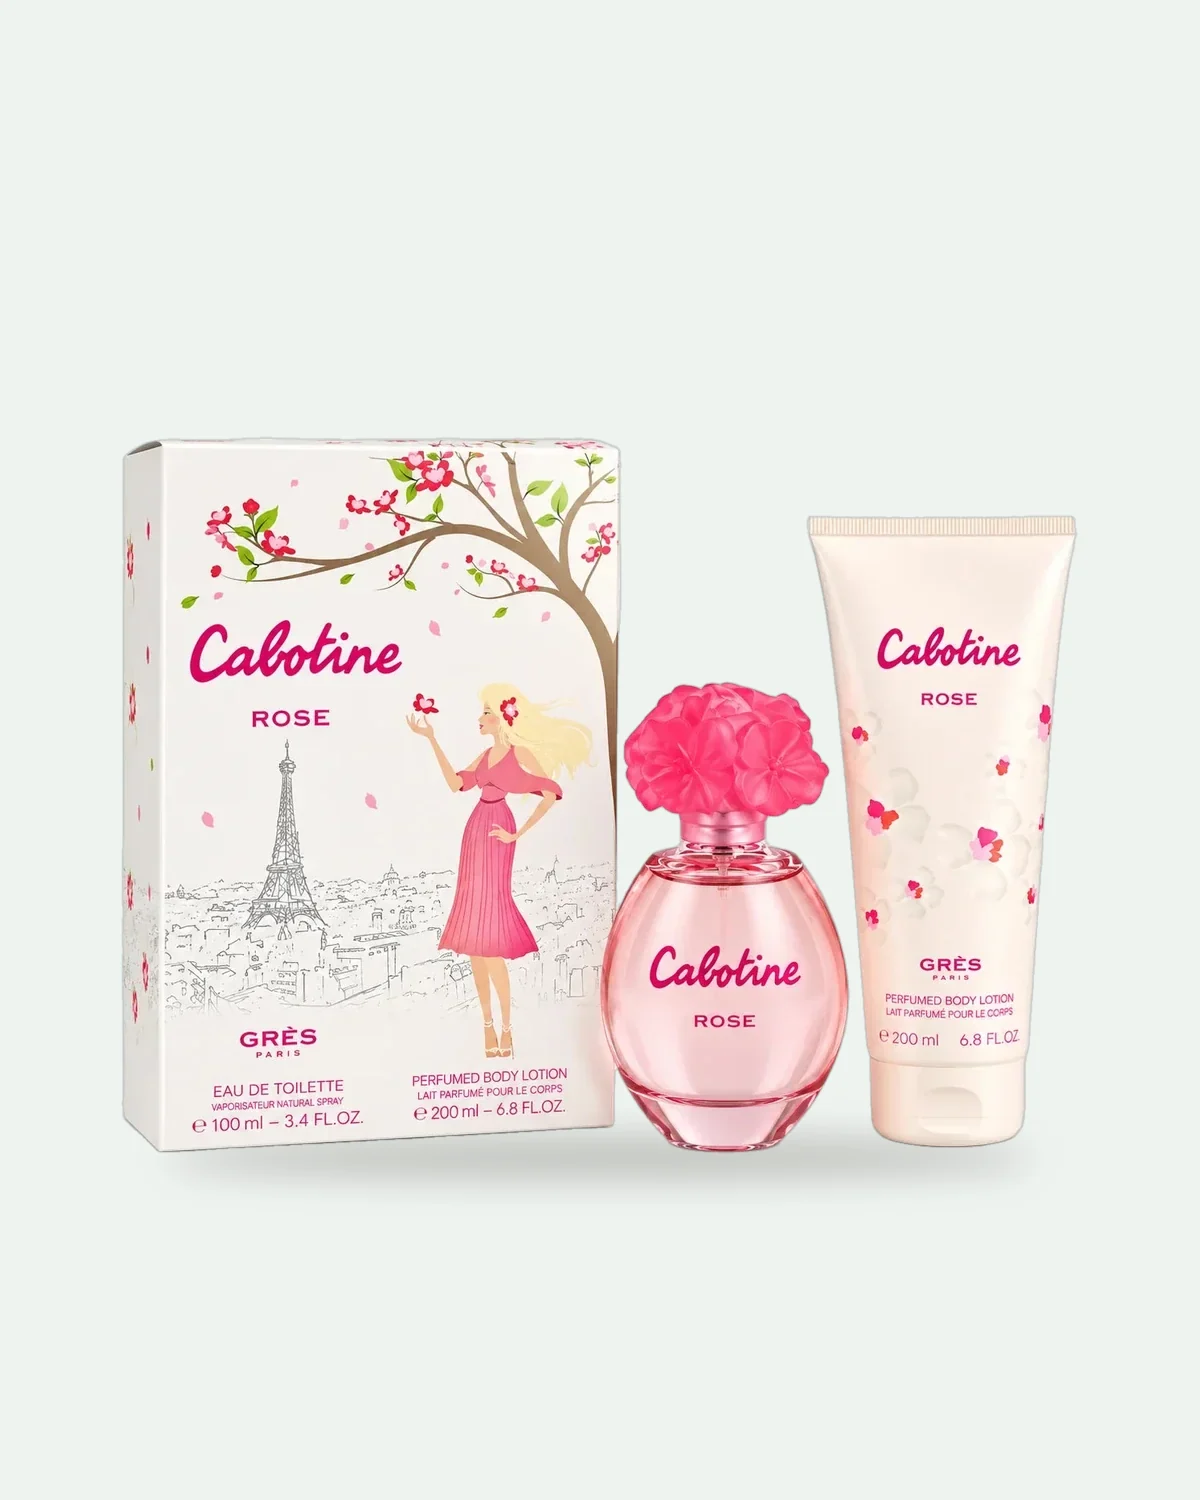 Cabotine
ROSE
GRÈS
PARIS
EAU DE TOILETTE
VAPORISATEUR NATURAL SPRAY
℮ 100 ml – 3.4 FL.OZ.
PERFUMED BODY LOTION
LAIT PARFUMÉ POUR LE CORPS
℮ 200 ml – 6.8 FL.OZ.
Cabotine
ROSE
Cabotine
ROSE
GRÈS
PARIS
PERFUMED BODY LOTION
LAIT PARFUMÉ POUR LE CORPS
℮ 200 ml 6.8 FL.OZ.